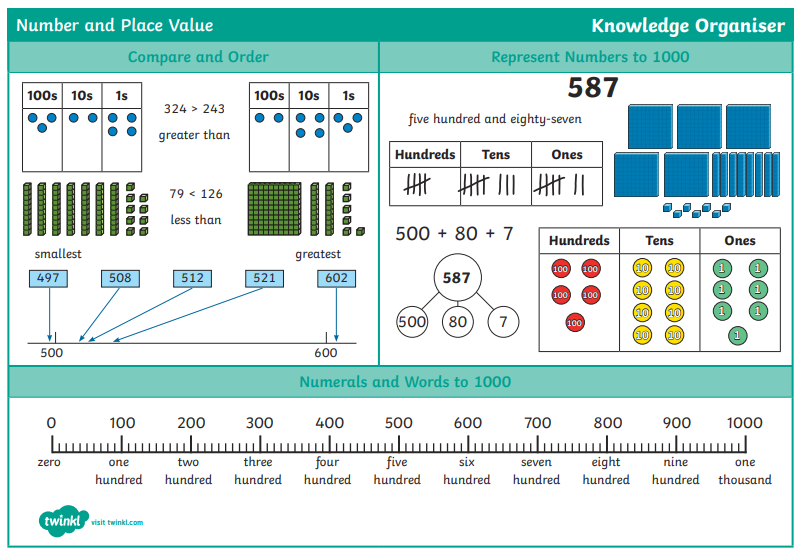 Number and Place Value
Knowledge Organiser
Compare and Order
100s 10s 1s
324 > 243
greater than
100s 10s 1s
79 < 126
less than
smallest
greatest
497 508 512 521 602
500 600
Represent Numbers to 1000
587
five hundred and eighty-seven
Hundreds Tens Ones
500 + 80 + 7
587
500 80 7
Hundreds Tens Ones
100 100 10 10 1 1
100 100 10 10 1 1
100 10 10 1 1
10 10 1
Numerals and Words to 1000
0 100 200 300 400 500 600 700 800 900 1000
zero one two three four five six seven eight nine one
hundred hundred hundred hundred hundred hundred hundred hundred hundred thousand
twinkl visit twinkl.com